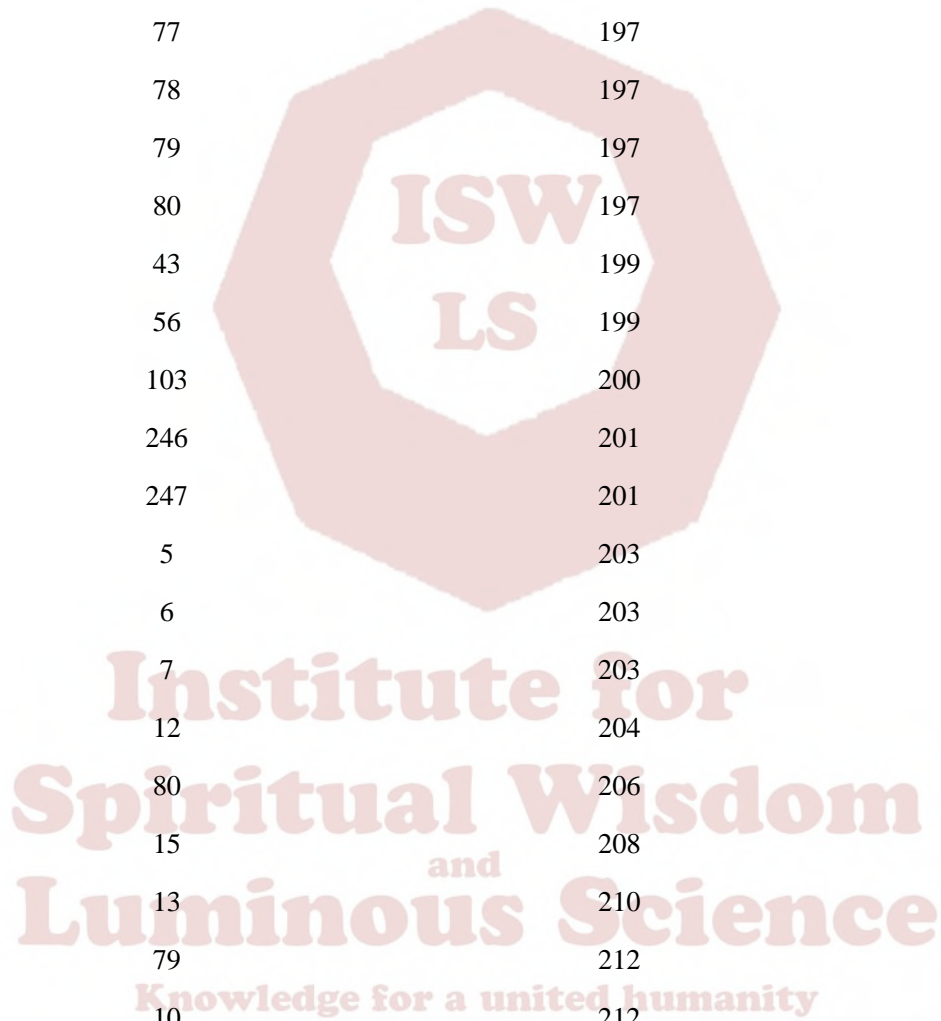 77 197
78 197
79 197
80 197
43 199
56 199
103 200
246 201
247 201
5 203
6 203
7 203
12 204
80 206
15 208
13 210
79 212
10 212
ISW
LS
Institute for
Spiritual Wisdom
and
Luminous Science
Knowledge for a united humanity